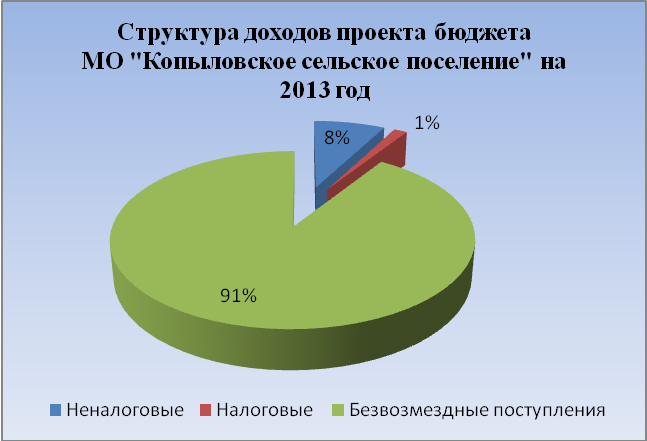 Структура доходов проекта бюджета
МО "Копыловское сельское поселение" на
2013 год
8%
1%
91%
Неналоговые Налоговые Безвозмездные поступления